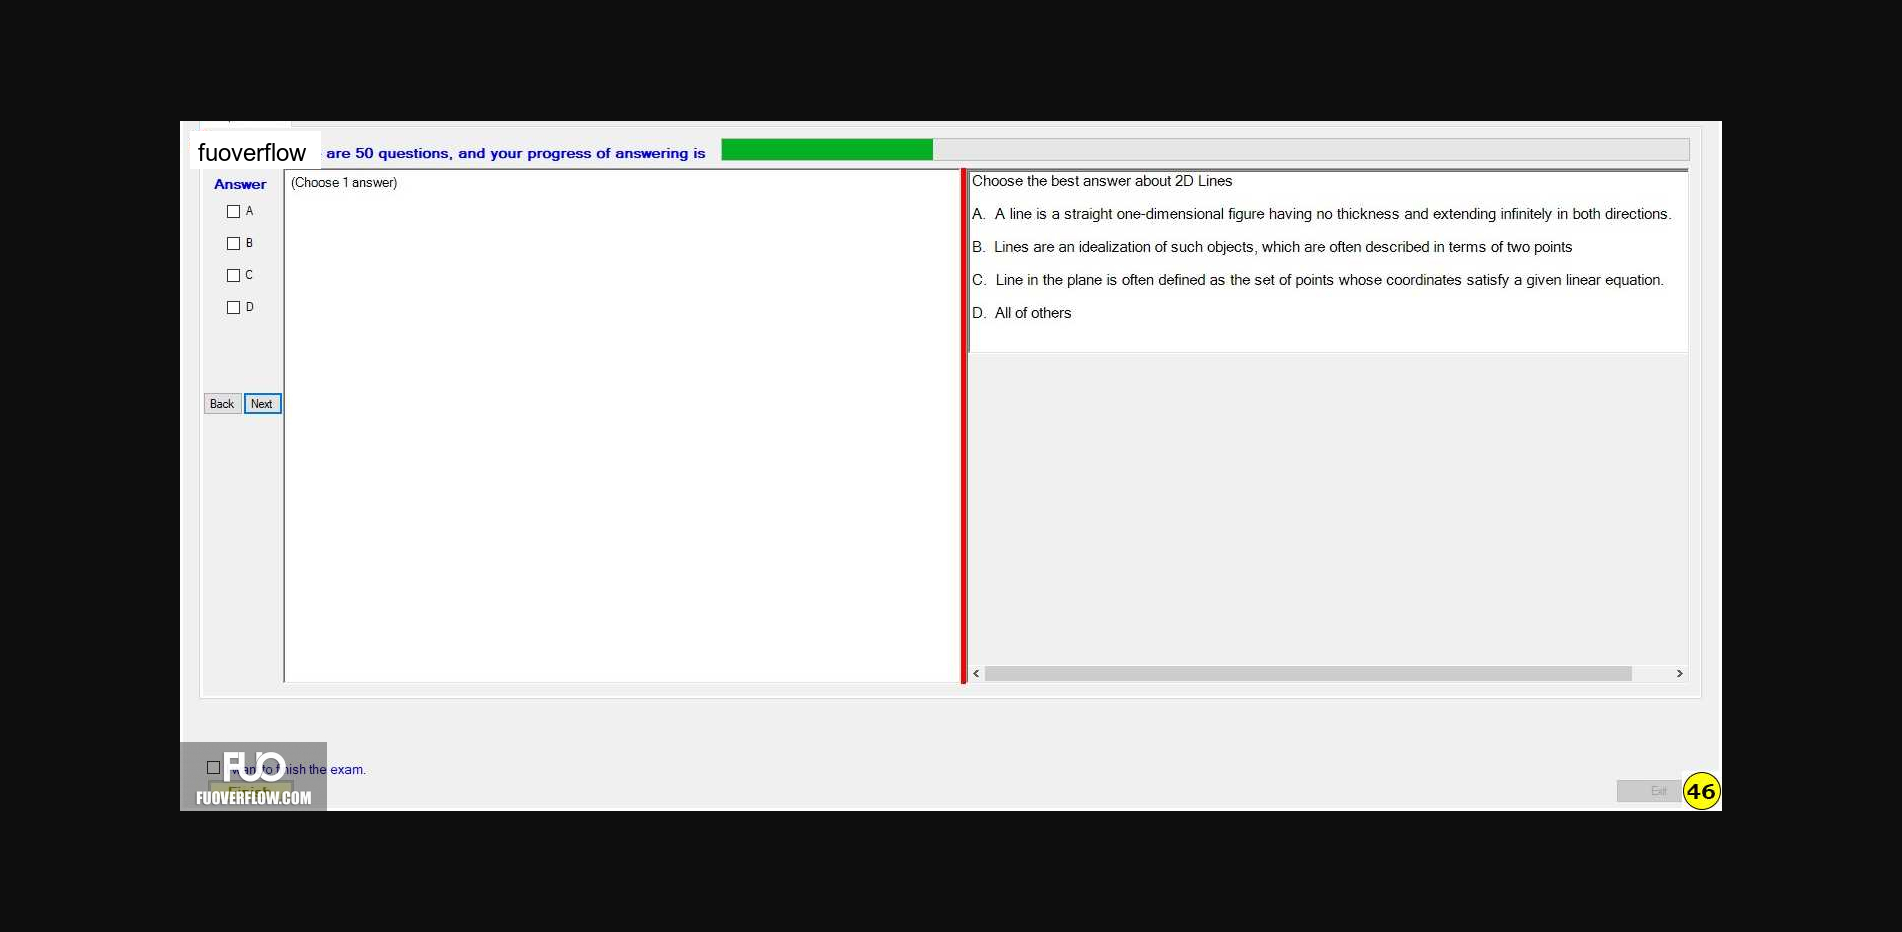 fuoverflow are 50 questions, and your progress of answering is
Answer
(Choose 1 answer)
A
B
C
D
Back Next
Choose the best answer about 2D Lines
A. A line is a straight one-dimensional figure having no thickness and extending infinitely in both directions.
B. Lines are an idealization of such objects, which are often described in terms of two points
C. Line in the plane is often defined as the set of points whose coordinates satisfy a given linear equation.
D. All of others
want to finish the exam.
Finish
FUO
FUOVERFLOW.COM
Exit
46